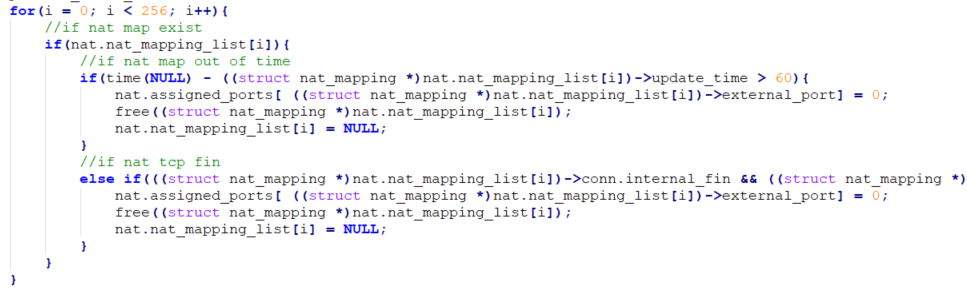 for(i = 0; i < 256; i++){
    //if nat map exist
    if(nat.nat_mapping_list[i]){
        //if nat map out of time
        if(time(NULL) - ((struct nat_mapping *)nat.nat_mapping_list[i])->update_time > 60){
            nat.assigned_ports[ ((struct nat_mapping *)nat.nat_mapping_list[i])->external_port] = 0;
            free((struct nat_mapping *)nat.nat_mapping_list[i]);
            nat.nat_mapping_list[i] = NULL;
        }
        //if nat tcp fin
        else if(((struct nat_mapping *)nat.nat_mapping_list[i])->conn.internal_fin && ((struct nat_mapping *)
            nat.assigned_ports[ ((struct nat_mapping *)nat.nat_mapping_list[i])->external_port] = 0;
            free((struct nat_mapping *)nat.nat_mapping_list[i]);
            nat.nat_mapping_list[i] = NULL;
        }
    }
}